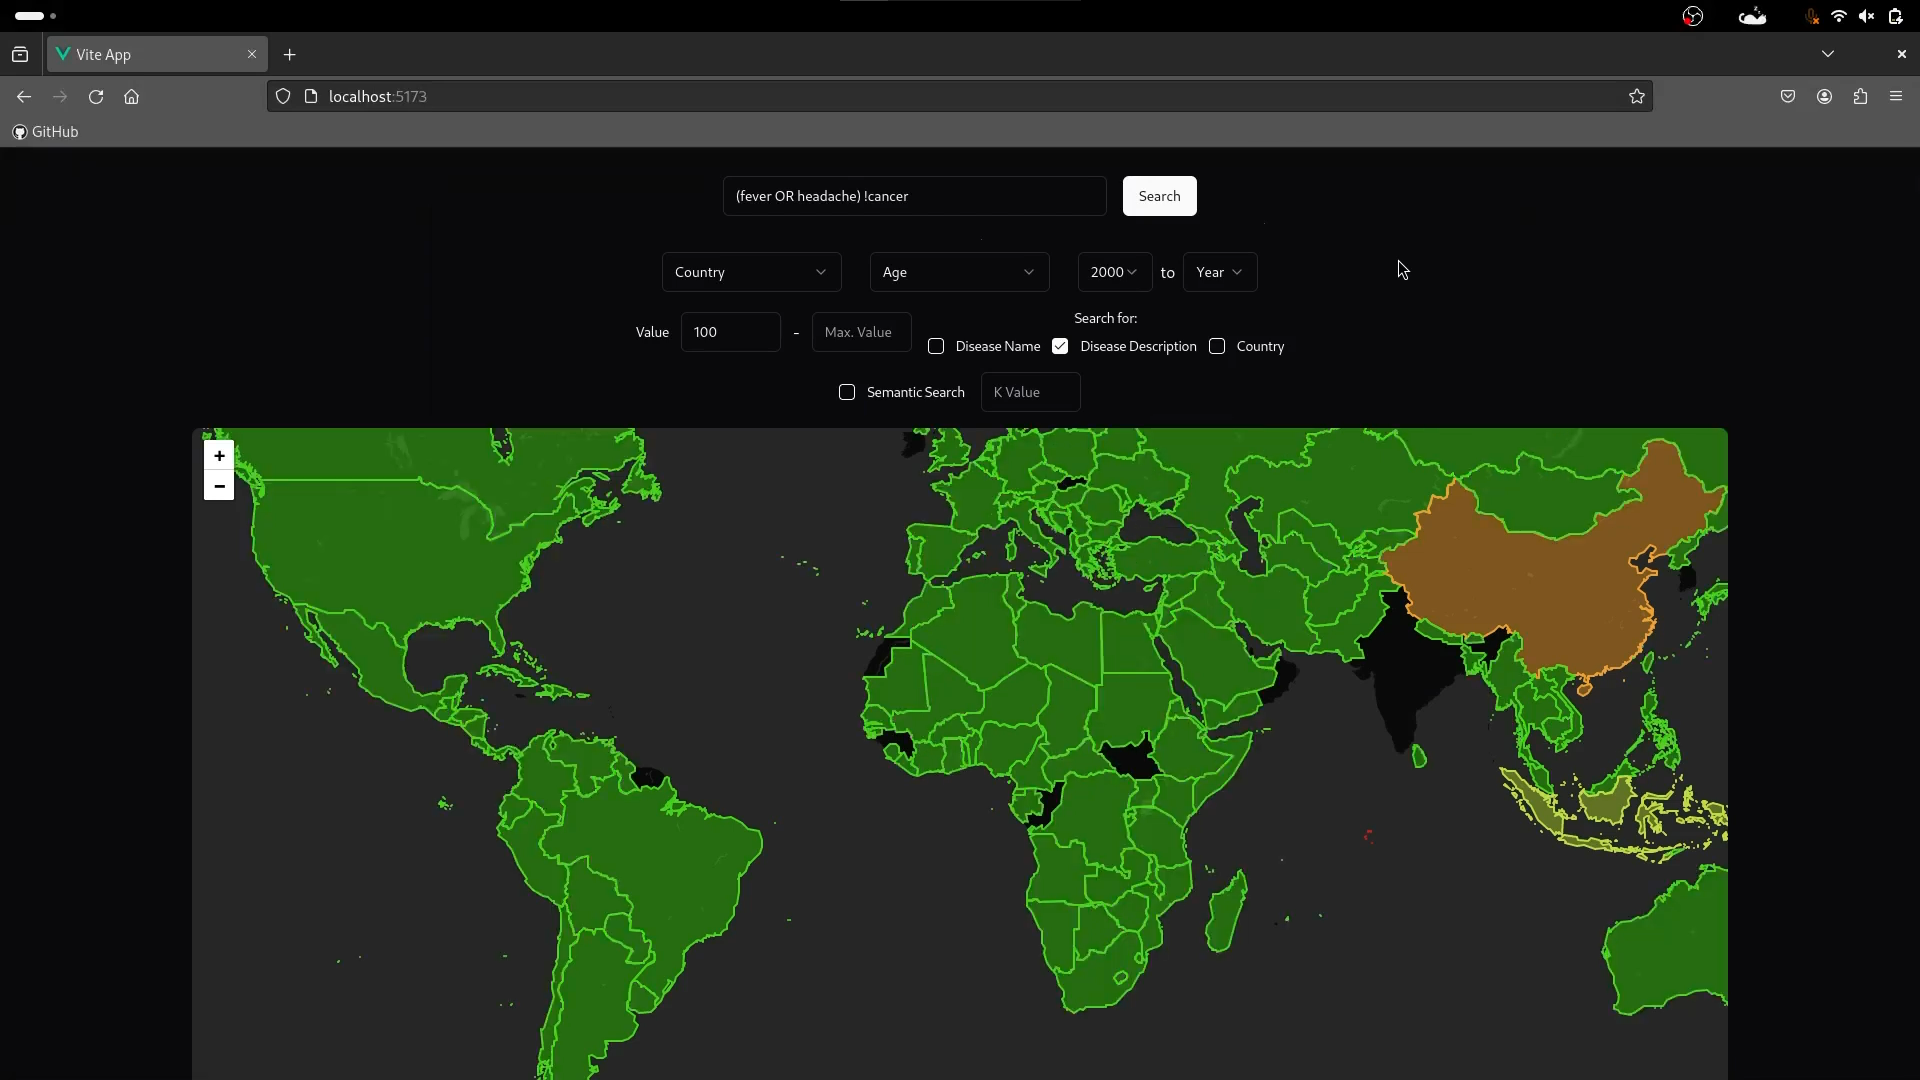 Vite App
localhost:5173
GitHub
(fever OR headache) !cancer
Search
Country
Age
2000
to
Year
Value
100
-
Max. Value
Search for:
Disease Name
Disease Description
Country
Semantic Search
K Value
+
−